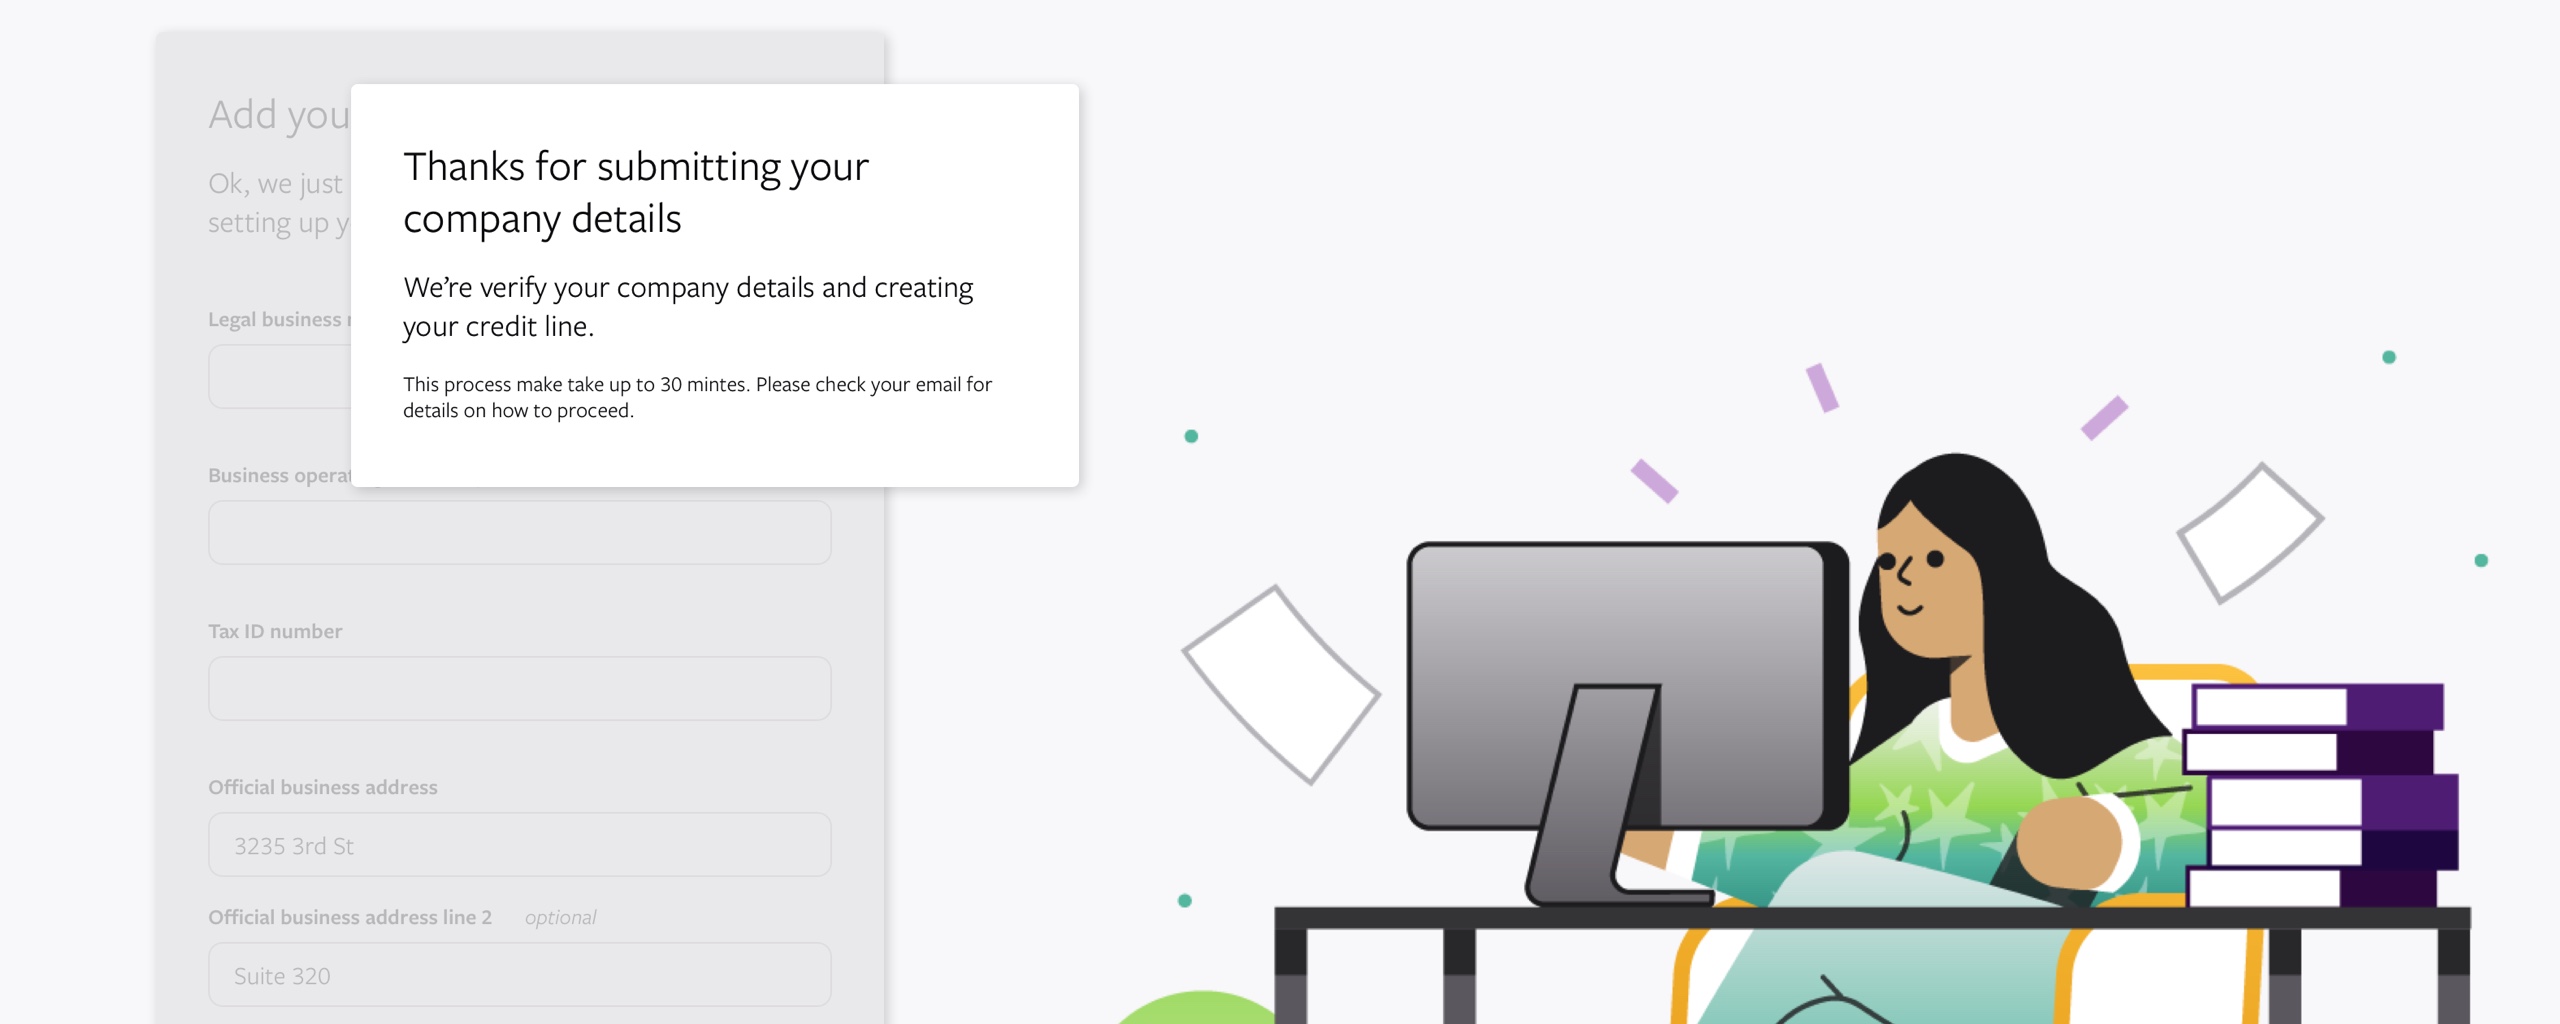 Add you
Ok, we just
setting up y
Thanks for submitting your
company details
We’re verify your company details and creating
your credit line.
This process make take up to 30 mintes. Please check your email for
details on how to proceed.
Legal business
Business operat
Tax ID number
Official business address
3235 3rd St
Official business address line 2 optional
Suite 320